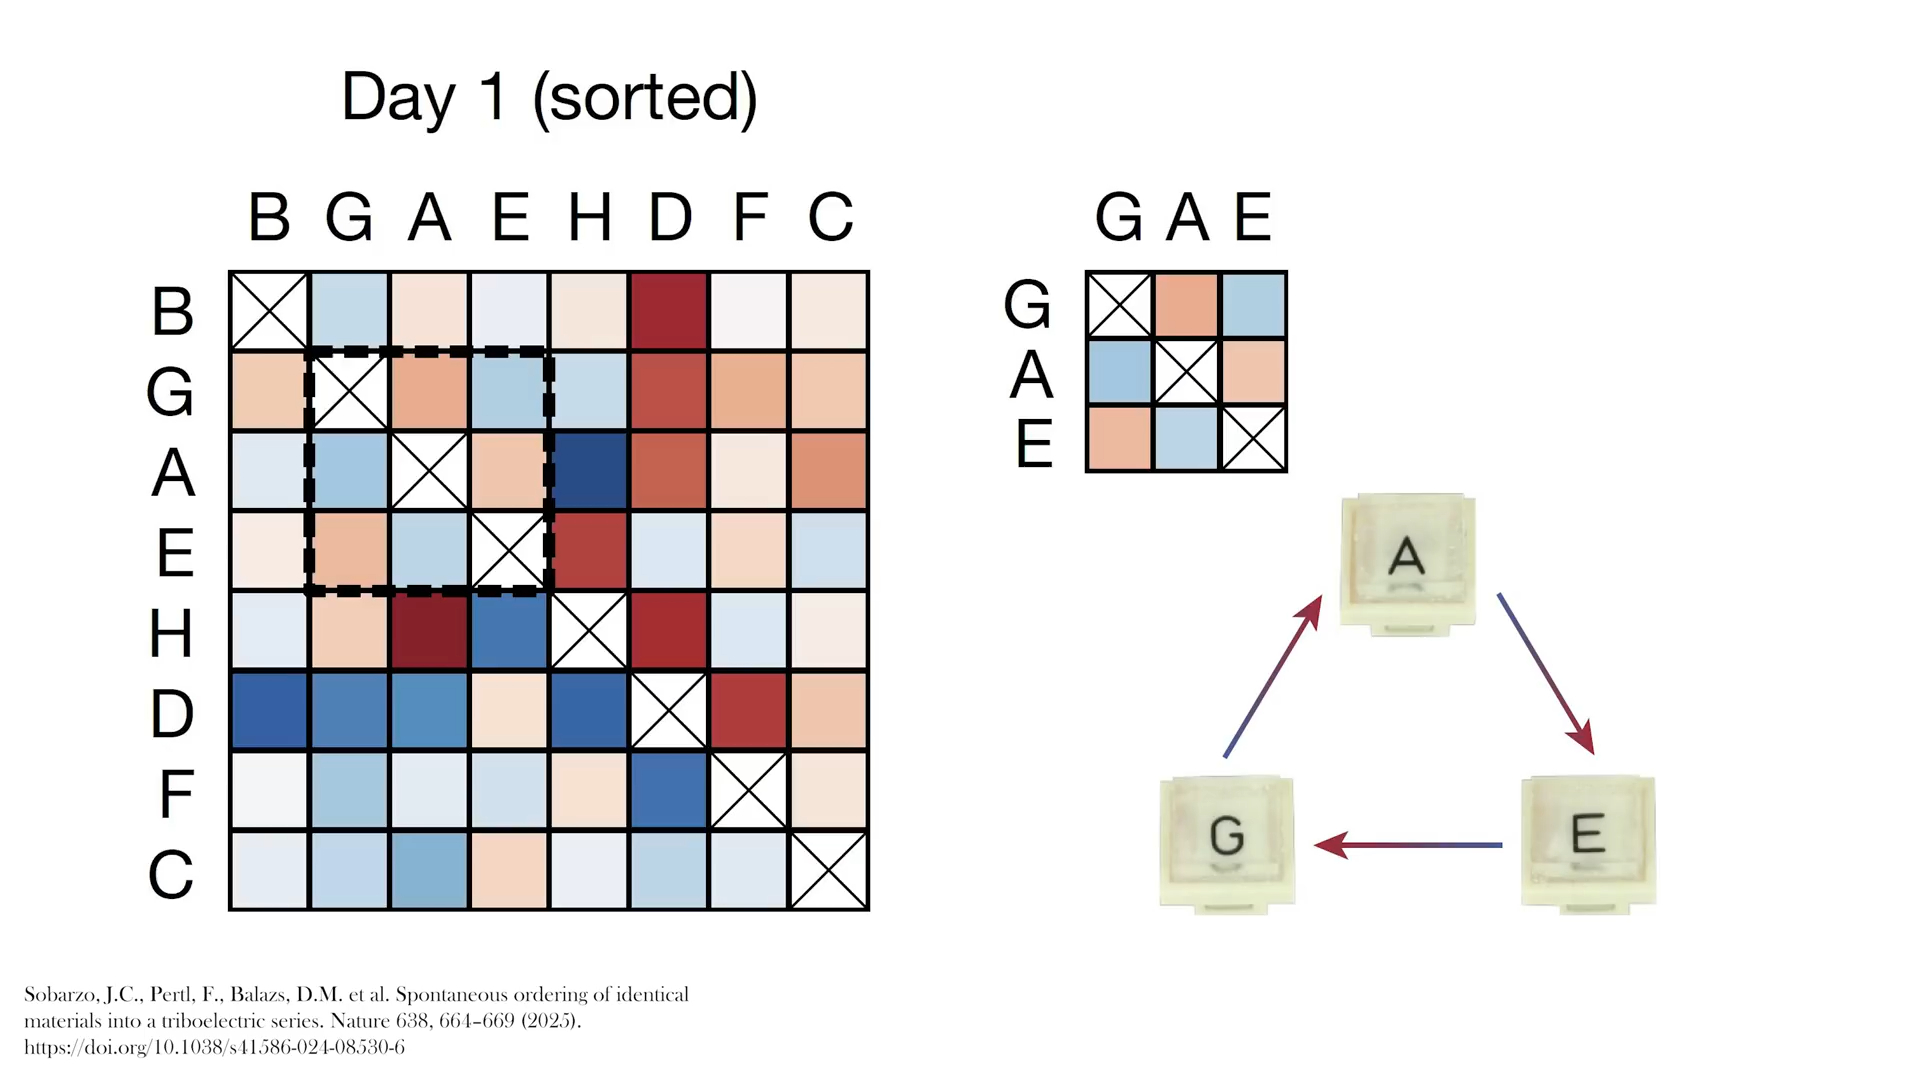 Day 1 (sorted)
B G A E H D F C
B
G
A
E
H
D
F
C
G A E
G
A
E
A
G
E
Sobarzo, J.C., Pertl, F., Balazs, D.M. et al. Spontaneous ordering of identical
materials into a triboelectric series. Nature 638, 664–669 (2025).
https://doi.org/10.1038/s41586-024-08530-6